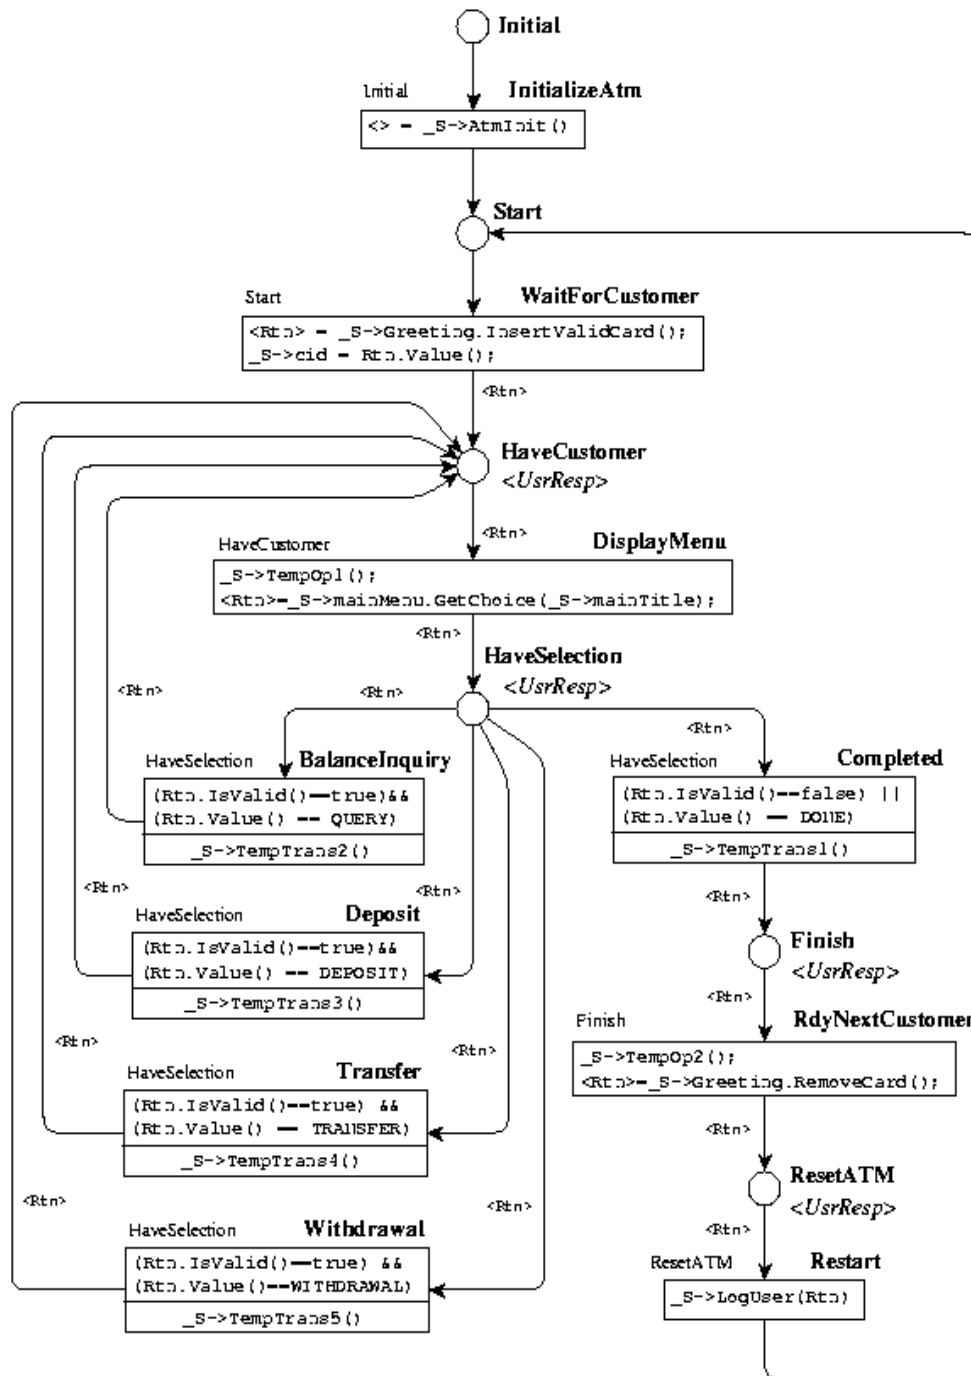 Initial
Initial InitializeAtm
<> = _S->AtmInit()
Start
Start WaitForCustomer
<Rtn> = _S->Greeting.InsertValidCard();
_S->cid = Rtn.Value();
<Rtn>
HaveCustomer
<UsrResp>
<Rtn>
HaveCustomer DisplayMenu
_S->TempOp1();
<Rtn>=_S->mainMenu.GetChoice(_S->mainTitle);
<Rtn>
HaveSelection
<UsrResp>
<Rtn> <Rtn> <Rtn>
HaveSelection BalanceInquiry
(Rtn.IsValid()==true)&&
(Rtn.Value() == QUERY)
_S->TempTrans2()
HaveSelection Completed
(Rtn.IsValid()==false) ||
(Rtn.Value() == DONE)
_S->TempTrans1()
<Rtn> <Rtn> <Rtn>
HaveSelection Deposit
(Rtn.IsValid()==true)&&
(Rtn.Value() == DEPOSIT)
_S->TempTrans3()
Finish
<UsrResp>
<Rtn>
Finish RdyNextCustomer
_S->TempOp2();
<Rtn>=_S->Greeting.RemoveCard();
<Rtn> <Rtn>
HaveSelection Transfer
(Rtn.IsValid()==true) &&
(Rtn.Value() == TRANSFER)
_S->TempTrans4()
<Rtn>
ResetATM
<UsrResp>
<Rtn> <Rtn> <Rtn>
HaveSelection Withdrawal
(Rtn.IsValid()==true) &&
(Rtn.Value()==WITHDRAWAL)
_S->TempTrans5()
ResetATM Restart
_S->LogUser(Rtn)